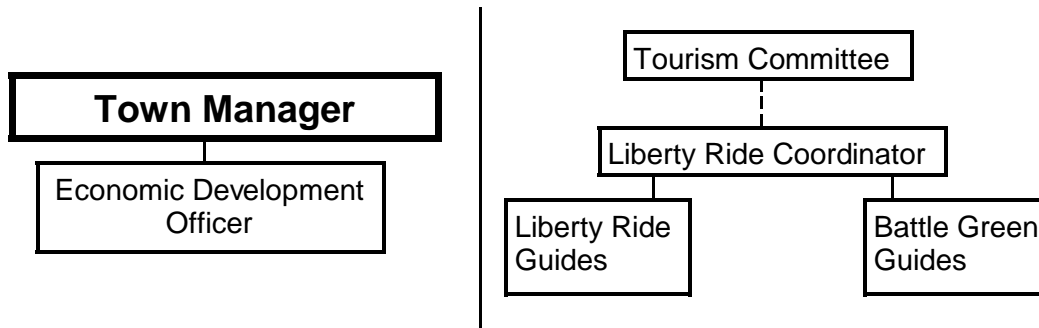 Town Manager
Economic Development
Officer
Tourism Committee
Liberty Ride Coordinator
Liberty Ride
Guides
Battle Green
Guides